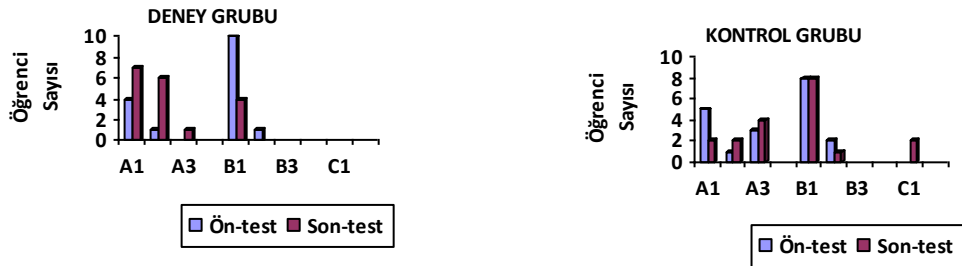 DENEY GRUBU
10
8
6
4
2
0
Öğrenci
Sayısı
A1 A3 B1 B3 C1
Ön-test Son-test
KONTROL GRUBU
10
8
6
4
2
0
Öğrenci
Sayısı
A1 A3 B1 B3 C1
Ön-test Son-test